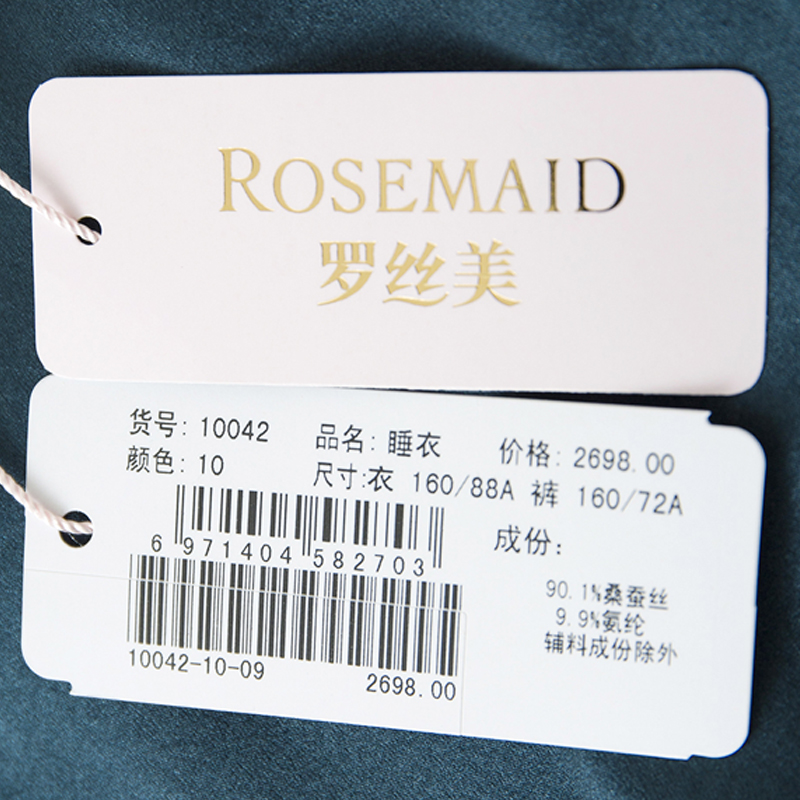 ROSEMAID
罗丝美
货号: 10042 品名: 睡衣 价格: 2698.00
颜色: 10 尺寸:衣 160/88A 裤 160/72A
6 971404 582703
成份:
90.1%桑蚕丝
9.9%氨纶
辅料成份除外
10042-10-09 2698.00